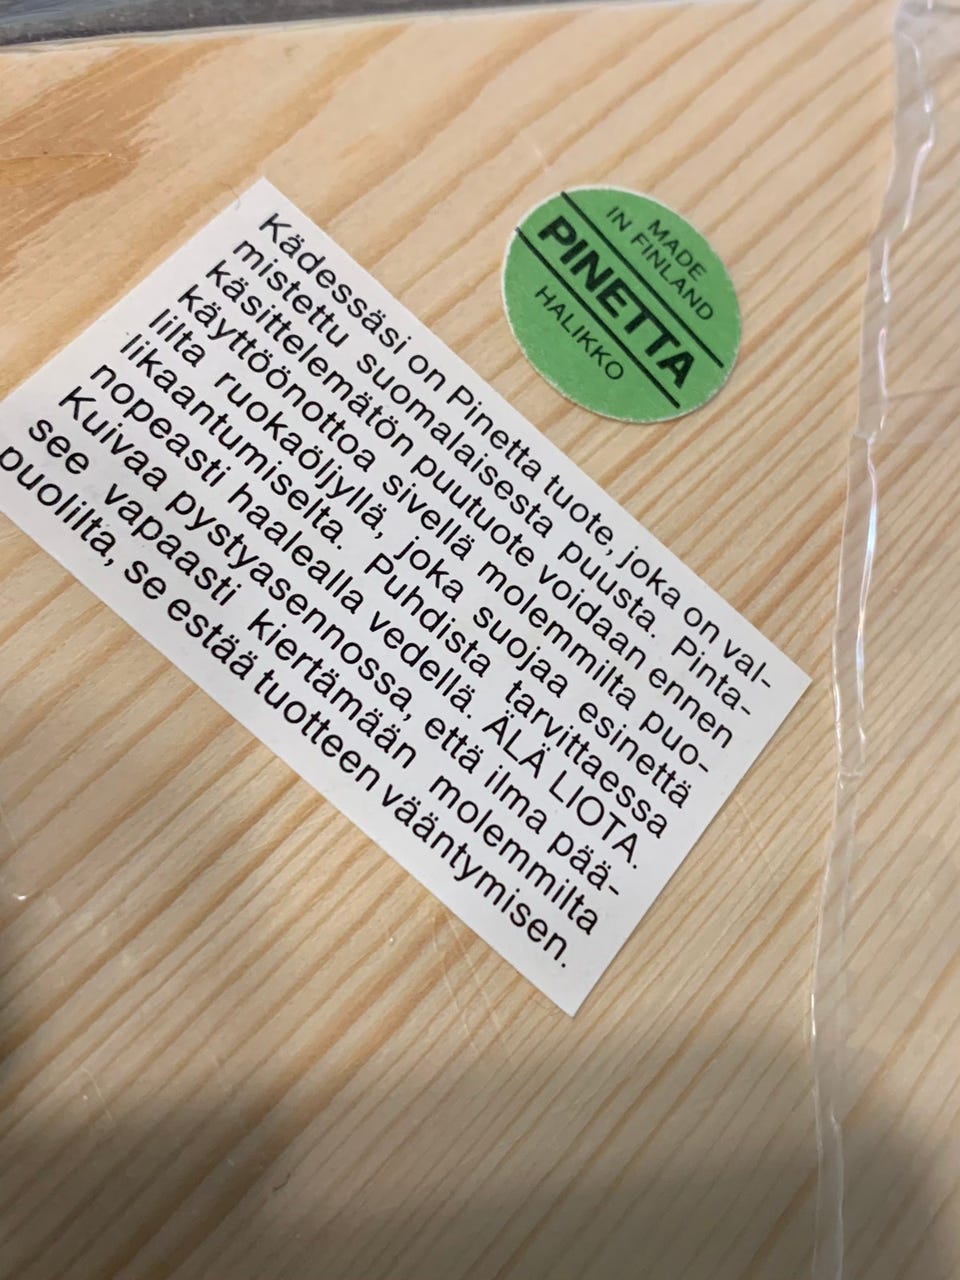 Kädessäsi on Pinetta tuote, joka on val-
mistettu suomalaisesta puusta. Pinta-
käsittelemätön puutuote voidaan ennen
käyttöönottoa sivellä molemmilta puo-
lilta ruokaöljyllä, joka suojaa esinettä
likaantumiselta. Puhdista tarvittaessa
nopeasti haalealla vedellä. ÄLÄ LIOTA.
Kuivaa pystyasennossa, että ilma pää-
see vapaasti kiertämään molemmilta
puolilta, se estää tuotteen vääntymisen.
MADE
IN FINLAND
PINETTA
HALIKKO